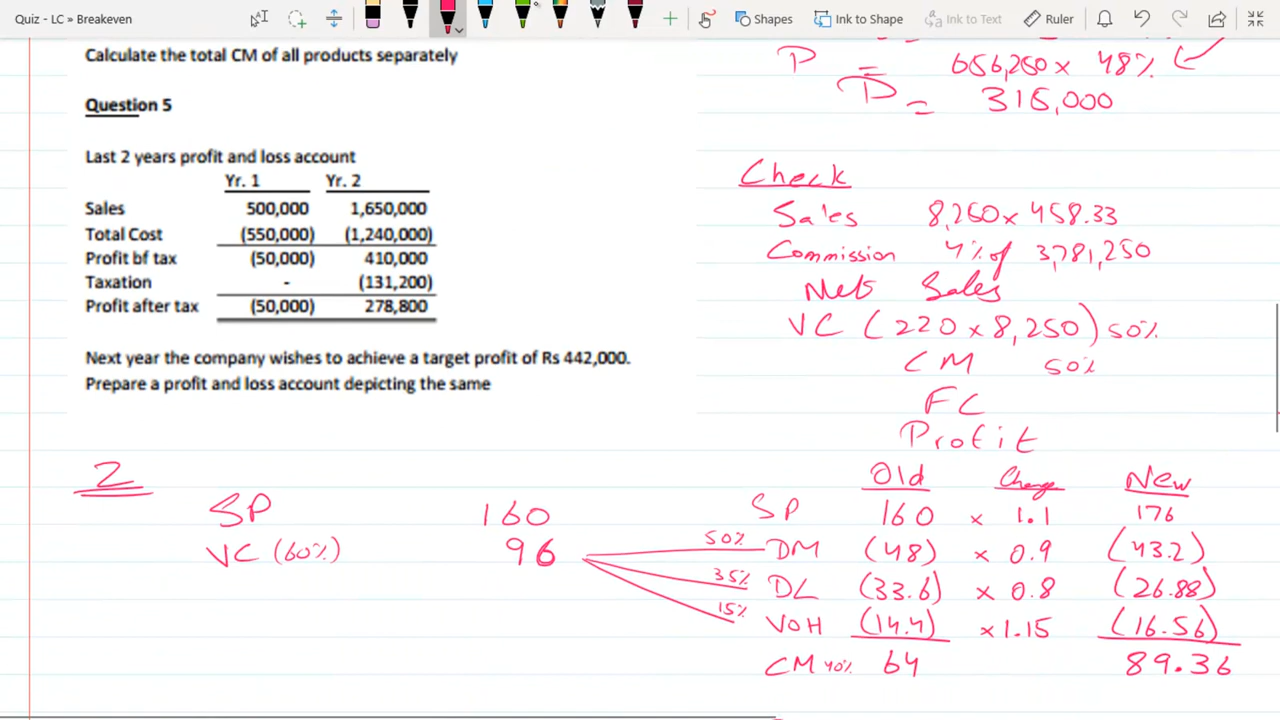 Quiz - LC » Breakeven
Shapes
Ink to Shape
Ink to Text
Ruler
Calculate the total CM of all products separately
Question 5
Last 2 years profit and loss account
Yr. 1 Yr. 2
Sales 500,000 1,650,000
Total Cost (550,000) (1,240,000)
Profit bf tax (50,000) 410,000
Taxation - (131,200)
Profit after tax (50,000) 278,800
Next year the company wishes to achieve a target profit of Rs 442,000.
Prepare a profit and loss account depicting the same
P = 656,250 x 48%
P = 315,000
Check
Sales 8,250 x 458.33
Commission 4% of 3,781,250
Net Sales
VC (220 x 8,250) 50%
CM 50%
FC
Profit
2
SP 160
VC (60%) 96
Old Change New
SP 160 x 1.1 176
50% DM (48) x 0.9 (43.2)
35% DL (33.6) x 0.8 (26.88)
15% VOH (14.4) x 1.15 (16.56)
CM 40% 64 89.36